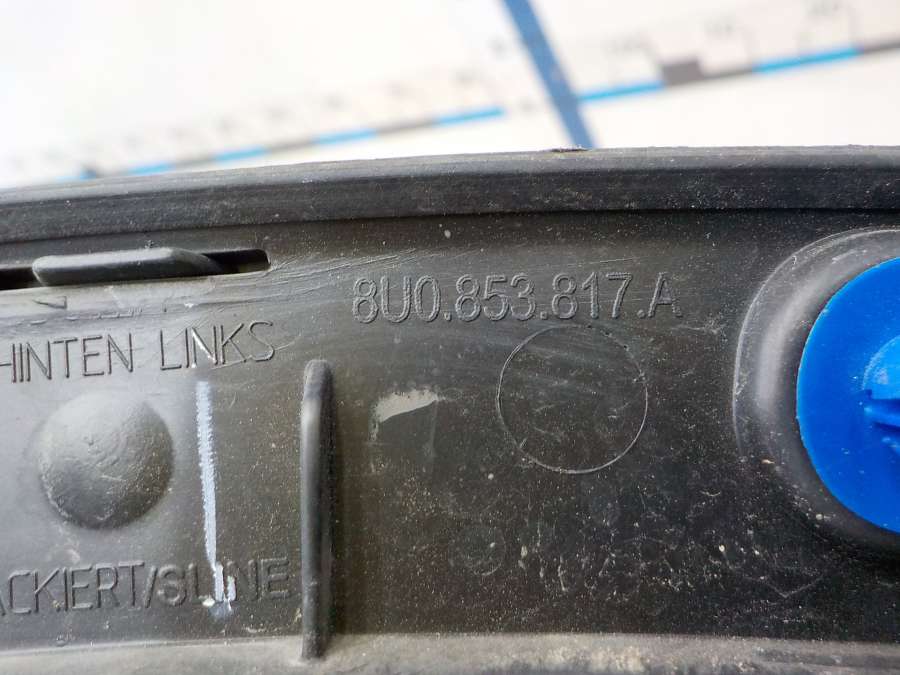 8U0.853.817.A
HINTEN LINKS
ACKIERT/SLINE